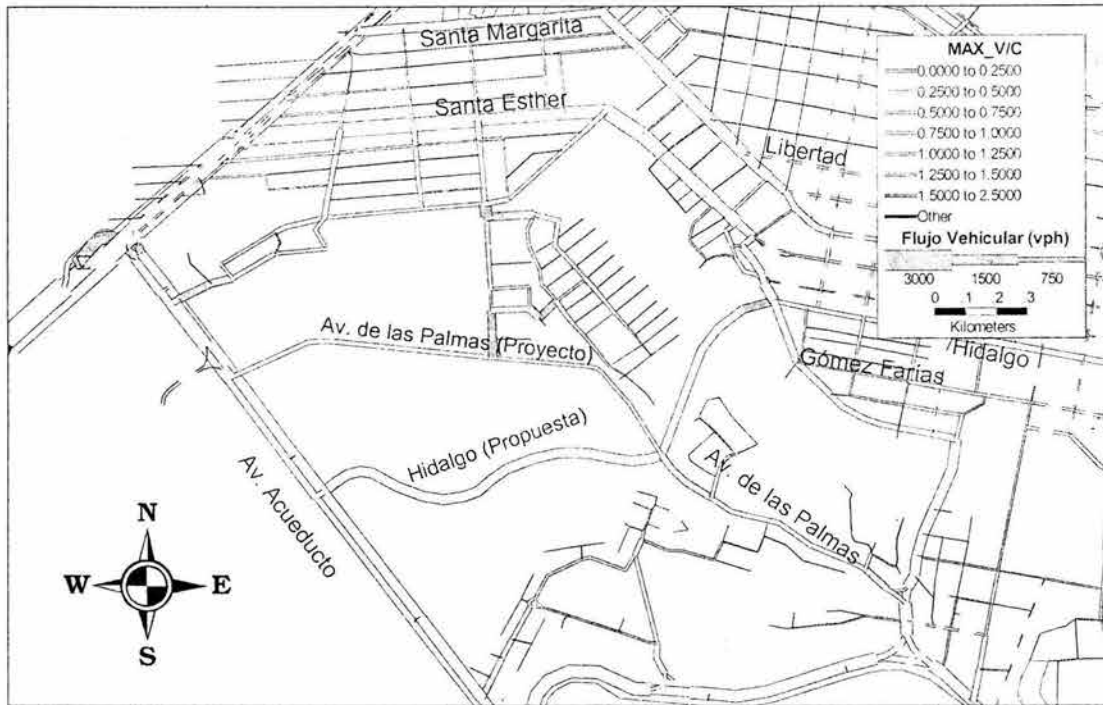 Santa Margarita
Santa Esther
Libertad
MAX_V/C
0.0000 to 0.2500
0.2500 to 0.5000
0.5000 to 0.7500
0.7500 to 1.0000
1.0000 to 1.2500
1.2500 to 1.5000
1.5000 to 2.5000
Other
Flujo Vehicular (vph)
3000 1500 750
0 .1 .2 .3
Kilometers
Av. de las Palmas (Proyecto)
Gómez Farías
Hidalgo
Hidalgo (Propuesta)
Av. de las Palmas
Av. Acueducto
N
W E
S